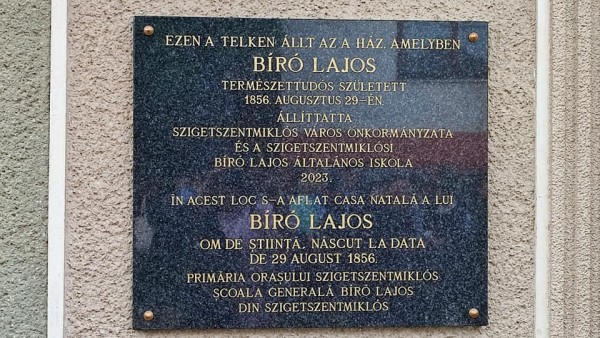 EZEN A TELKEN ÁLLT AZ A HÁZ, AMELYBEN
BÍRÓ LAJOS
TERMÉSZETTUDÓS SZÜLETETT
1856. AUGUSZTUS 29-ÉN.
ÁLLÍTTATTA
SZIGETSZENTMIKLÓS VÁROS ÖNKORMÁNYZATA
ÉS A SZIGETSZENTMIKLÓSI
BÍRÓ LAJOS ÁLTALÁNOS ISKOLA
2023.
ÎN ACEST LOC S-A AFLAT CASA NATALĂ A LUI
BÍRÓ LAJOS
OM DE ȘTIINȚĂ, NĂSCUT LA DATA
DE 29 AUGUST 1856.
PRIMĂRIA ORAȘULUI SZIGETSZENTMIKLÓS
ȘCOALA GENERALĂ BÍRÓ LAJOS
DIN SZIGETSZENTMIKLÓS